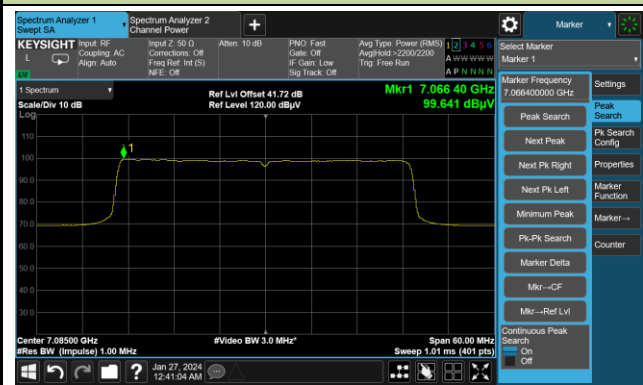 Spectrum Analyzer 1
Swept SA
Spectrum Analyzer 2
Channel Power
Marker
KEYSIGHT
L
Input: RF
Coupling: AC
Align: Auto
Input Z: 50 Ω
Corrections: Off
Freq Ref: Int (S)
NFE: Off
Atten: 10 dB
PNO: Fast
Gate: Off
IF Gain: Low
Sig Track: Off
Avg Type: Power (RMS)
Avg|Hold:>2200/2200
Trig: Free Run
1 2 3 4 5 6
A W W W W W
A P N N N N
Select Marker
Marker 1
1 Spectrum
Scale/Div 10 dB
Ref Lvl Offset 41.72 dB
Ref Level 120.00 dBµV
Mkr1 7.066 40 GHz
99.641 dBµV
Log
110
100
90.0
80.0
70.0
60.0
50.0
40.0
30.0
1
Marker Frequency
7.066400000 GHz
Peak Search
Next Peak
Next Pk Right
Next Pk Left
Minimum Peak
Pk-Pk Search
Marker Delta
Mkr→CF
Mkr→Ref Lvl
Continuous Peak
Search
On
Off
Settings
Peak
Search
Pk Search
Config
Properties
Marker
Function
Marker→
Counter
Center 7.08500 GHz
#Res BW (Impulse) 1.00 MHz
#Video BW 3.0 MHz*
Span 60.00 MHz
Sweep 1.01 ms (401 pts)
Jan 27, 2024
12:41:04 AM